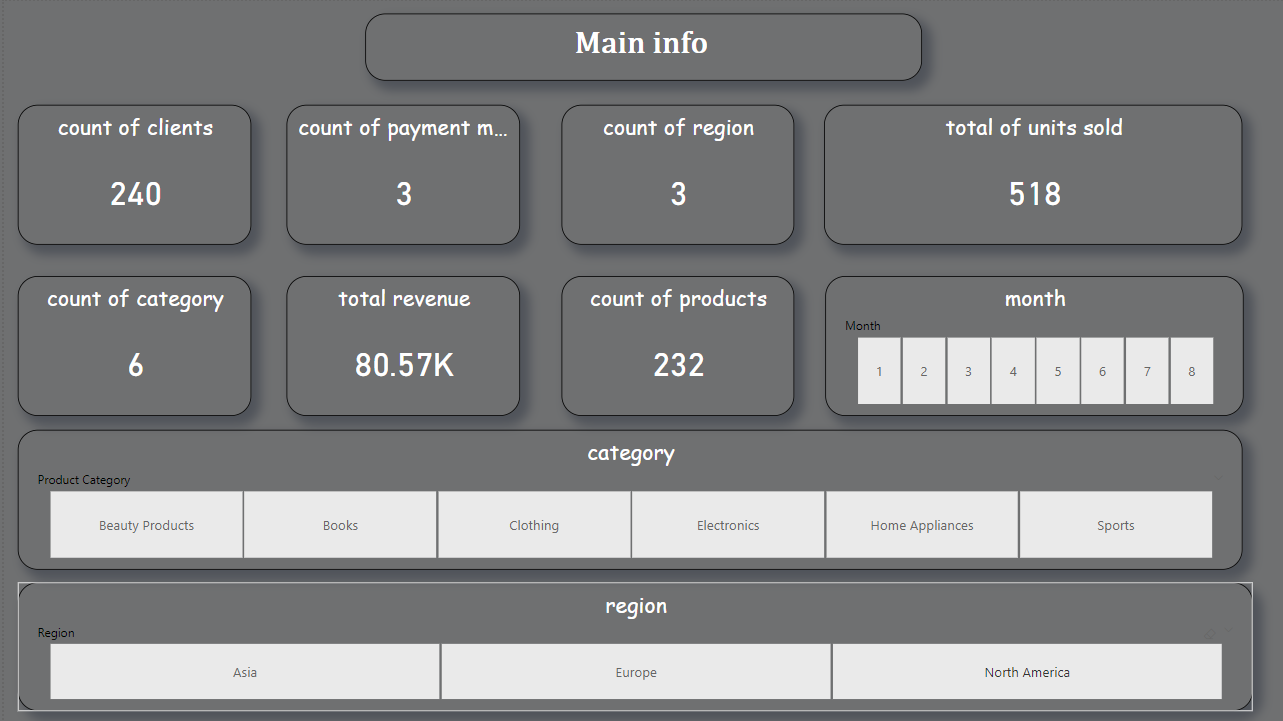 Main info
count of clients
240
count of payment m...
3
count of region
3
total of units sold
518
count of category
6
total revenue
80.57K
count of products
232
month
Month
1 2 3 4 5 6 7 8
category
Product Category
Beauty Products Books Clothing Electronics Home Appliances Sports
region
Region
Asia Europe North America